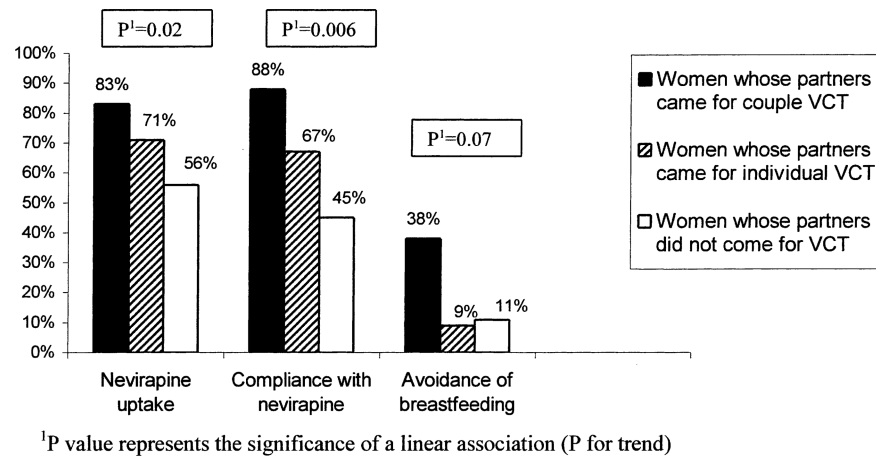 P¹=0.02
P¹=0.006
P¹=0.07
100%
90%
80%
70%
60%
50%
40%
30%
20%
10%
0%
83%
71%
56%
88%
67%
45%
38%
9%
11%
Nevirapine
uptake
Compliance with
nevirapine
Avoidance of
breastfeeding
Women whose partners
came for couple VCT
Women whose partners
came for individual VCT
Women whose partners
did not come for VCT
¹P value represents the significance of a linear association (P for trend)